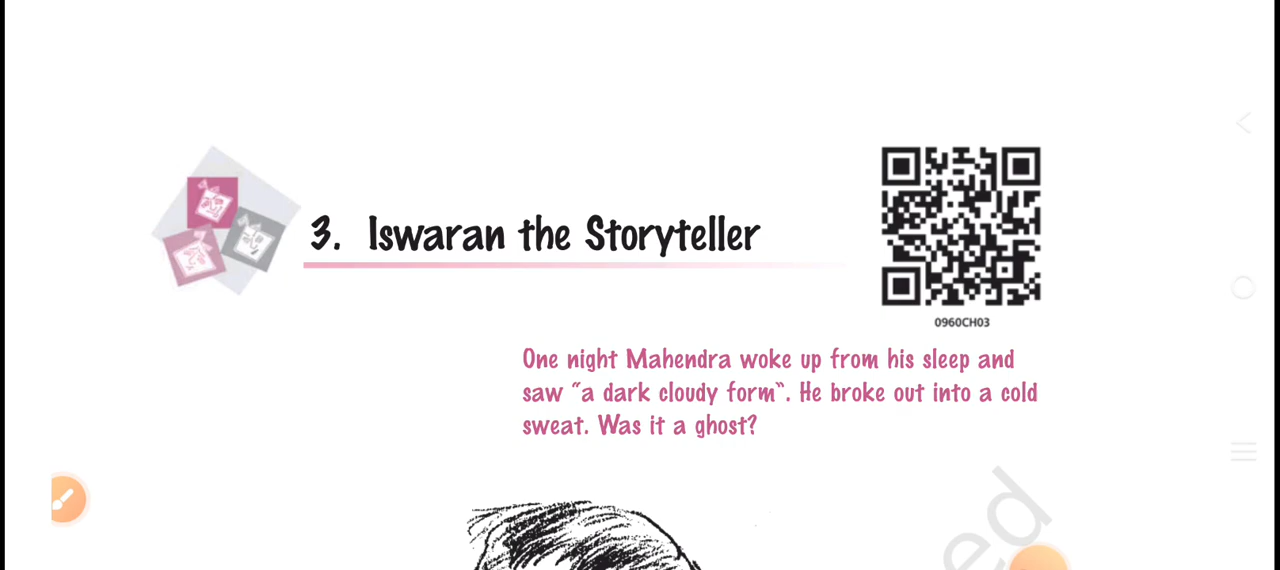 3. Iswaran the Storyteller
0960CH03
One night Mahendra woke up from his sleep and
saw “a dark cloudy form“. He broke out into a cold
sweat. Was it a ghost?